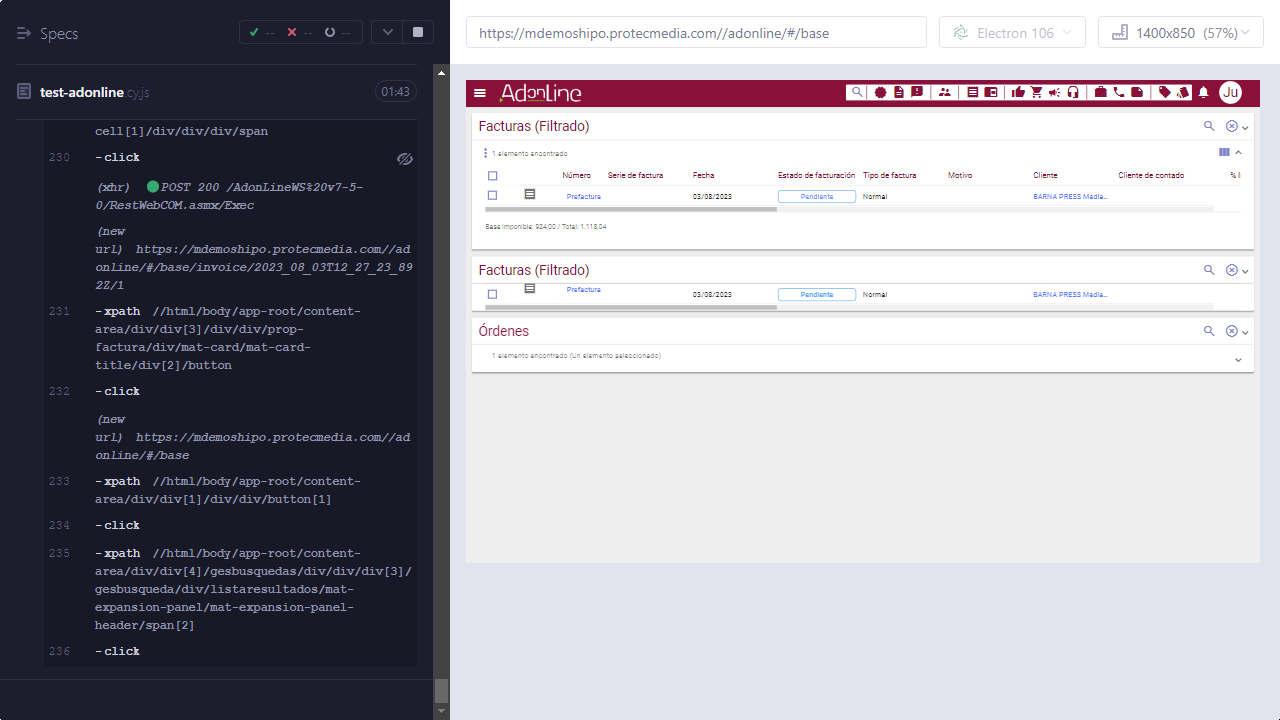 Specs
-- -- --
https://mdemoshipo.protecmedia.com//adonline/#/base
Electron 106
1400x850 (57%)
test-adonline.cy.js
01:43
cell[1]/div/div/div/span
230 -click
(xhr) POST 200 /AdonLineWS%20v7-5-
0/WSWebCOM.asmx/Exec
(new
url) https://mdemoshipo.protecmedia.com//ad
online/#/base/invoice/2023_08_03T12_27_23_89
2Z/1
231 -xpath //html/body/app-root/content-
area/div/div[3]/div/div/prop-
factura/div/mat-card/mat-card-
title/div[2]/button
232 -click
(new
url) https://mdemoshipo.protecmedia.com//ad
online/#/base
233 -xpath //html/body/app-root/content-
area/div/div[1]/div/div/button[1]
234 -click
235 -xpath //html/body/app-root/content-
area/div/div[4]/gesbusquedas/div/div/div[3]/
gesbusqueda/div/listaresultados/mat-
expansion-panel/mat-expansion-panel-
header/span[2]
236 -click
AdonLine
Ju
Facturas (Filtrado)
1 elemento encontrado
Número Serie de factura Fecha Estado de facturación Tipo de factura Motivo Cliente Cliente de contado
Prefactura 03/08/2023 Pendiente Normal BARNA PRESS Media...
Base imponible: 924,00 / Total: 1.118,04
Facturas (Filtrado)
Prefactura 03/08/2023 Pendiente Normal BARNA PRESS Media...
Órdenes
1 elemento encontrado (Un elemento seleccionado)